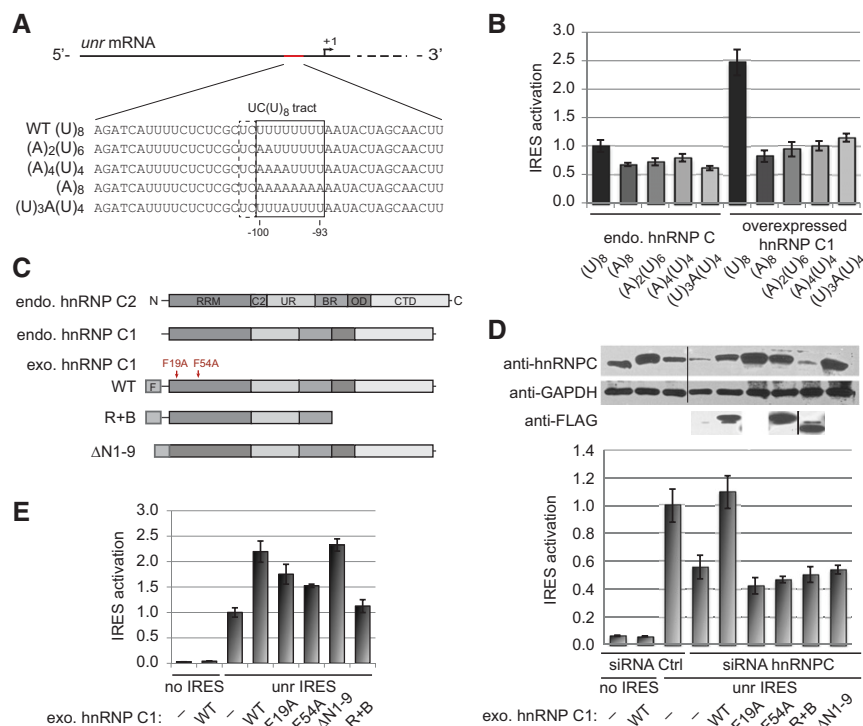 A
unr mRNA
+1
5'-
- 3'
UC(U)8 tract
WT (U)8 AGATCAUUUUCUCUCGCUCUUUUUUUUAAUACUAGCAACUU
(A)2(U)6 AGATCAUUUUCUCUCGCUCAAUUUUUUAAUACUAGCAACUU
(A)4(U)4 AGATCAUUUUCUCUCGCUCAAAAUUUUAAUACUAGCAACUU
(A)8 AGATCAUUUUCUCUCGCUCAAAAAAAAAAUACUAGCAACUU
(U)3A(U)4 AGATCAUUUUCUCUCGCUCUUUAUUUUAAUACUAGCAACUU
-100 -93
B
IRES activation
3.0
2.5
2.0
1.5
1.0
0.5
0.0
endo. hnRNP C
overexpressed
hnRNP C1
(U)8 (A)8 (A)2(U)6 (A)4(U)4 (U)3A(U)4 (U)8 (A)8 (A)2(U)6 (A)4(U)4 (U)3A(U)4
C
endo. hnRNP C2 N RRM C2 UR BR OD CTD C
endo. hnRNP C1
exo. hnRNP C1
F19A F54A
WT F
R+B
ΔN1-9
D
anti-hnRNPC
anti-GAPDH
anti-FLAG
IRES activation
1.4
1.2
1.0
0.8
0.6
0.4
0.2
0.0
siRNA Ctrl siRNA hnRNPC
no IRES unr IRES
exo. hnRNP C1: – WT – – WT F19A F54A R+B ΔN1-9
E
IRES activation
3.0
2.5
2.0
1.5
1.0
0.5
0.0
no IRES unr IRES
exo. hnRNP C1: – WT – WT F19A F54A ΔN1-9 R+B